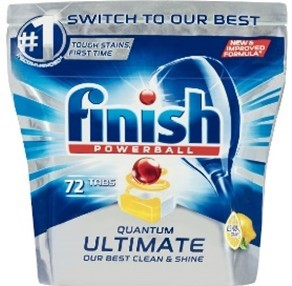 SWITCH TO OUR BEST
#1
TOUGH STAINS,
FIRST TIME
NEW &
IMPROVED
FORMULA*
finish
POWERBALL
72 TABS
QUANTUM
ULTIMATE
OUR BEST CLEAN & SHINE